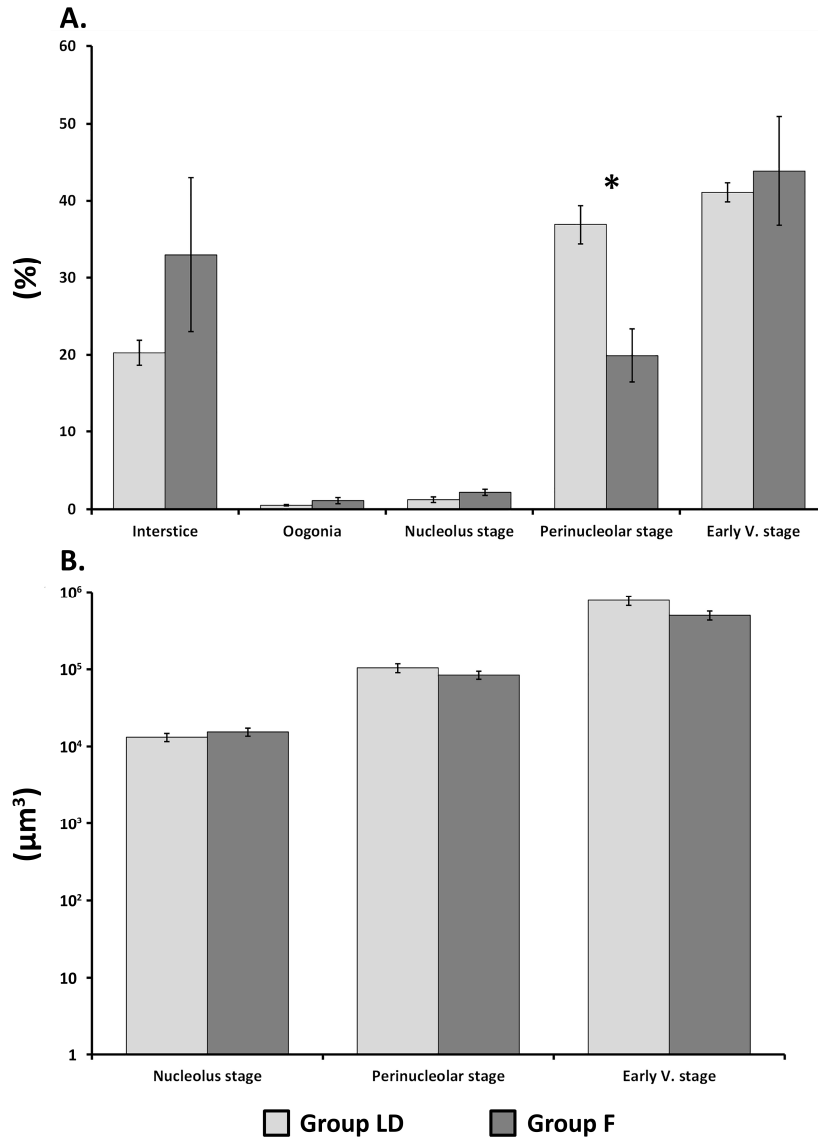 A.
60
50
40
30
20
10
0
(%)
*
Interstice Oogonia Nucleolus stage Perinucleolar stage Early V. stage
B.
10⁶
10⁵
10⁴
10³
10²
10
1
(µm³)
Nucleolus stage Perinucleolar stage Early V. stage
Group LD Group F